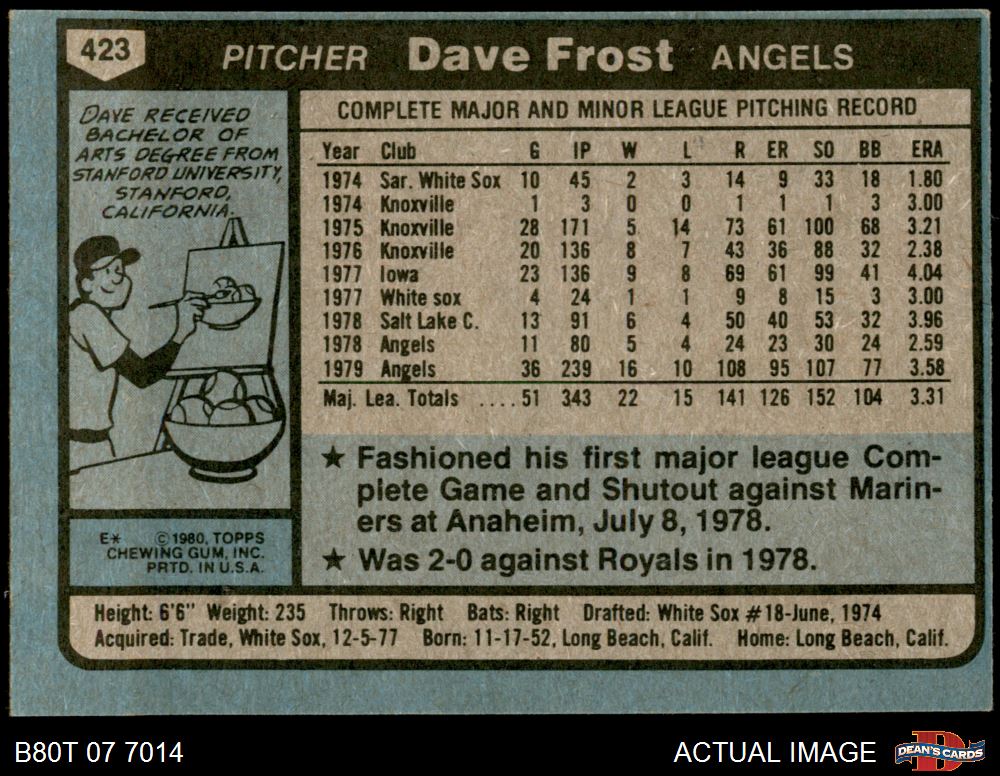 423 PITCHER Dave Frost ANGELS
DAVE RECEIVED
BACHELOR OF
ARTS DEGREE FROM
STANFORD UNIVERSITY,
STANFORD,
CALIFORNIA.
COMPLETE MAJOR AND MINOR LEAGUE PITCHING RECORD
Year Club G IP W L R ER SO BB ERA
1974 Sar. White Sox 10 45 2 3 14 9 33 18 1.80
1974 Knoxville 1 3 0 0 1 1 1 3 3.00
1975 Knoxville 28 171 5 14 73 61 100 68 3.21
1976 Knoxville 20 136 8 7 43 36 88 32 2.38
1977 Iowa 23 136 9 8 69 61 99 41 4.04
1977 White sox 4 24 1 1 9 8 15 3 3.00
1978 Salt Lake C. 13 91 6 4 50 40 53 32 3.96
1978 Angels 11 80 5 4 24 23 30 24 2.59
1979 Angels 36 239 16 10 108 95 107 77 3.58
Maj. Lea. Totals ....51 343 22 15 141 126 152 104 3.31
★ Fashioned his first major league Com-
plete Game and Shutout against Marin-
ers at Anaheim, July 8, 1978.
★ Was 2-0 against Royals in 1978.
E* © 1980, TOPPS
CHEWING GUM, INC.
PRTD. IN U.S.A.
Height: 6'6" Weight: 235 Throws: Right Bats: Right Drafted: White Sox #18-June, 1974
Acquired: Trade, White Sox, 12-5-77 Born: 11-17-52, Long Beach, Calif. Home: Long Beach, Calif.
B80T 07 7014 ACTUAL IMAGE DEAN'S CARDS